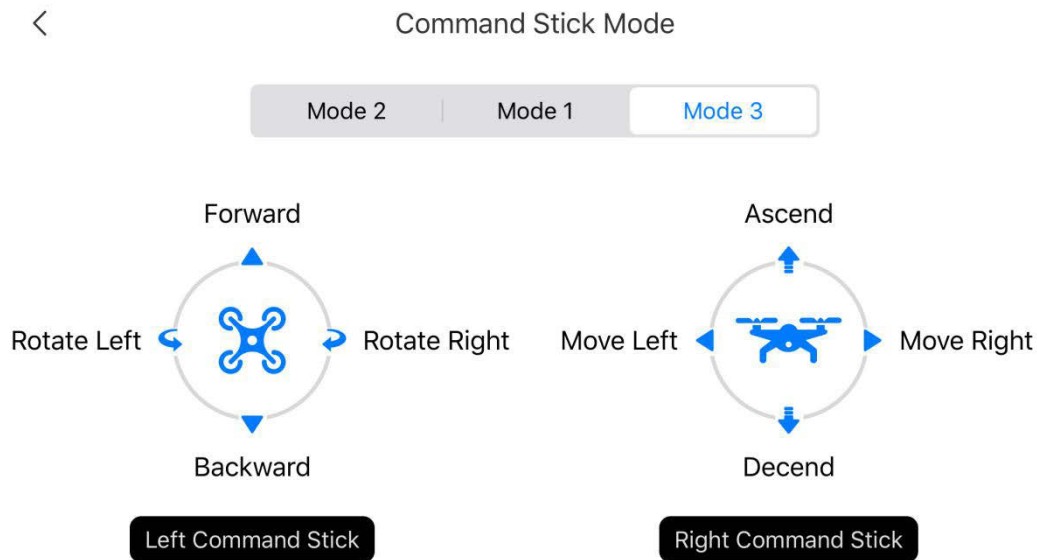 Command Stick Mode
Mode 2 Mode 1 Mode 3
Forward Ascend
Rotate Left Rotate Right Move Left Move Right
Backward Decend
Left Command Stick Right Command Stick